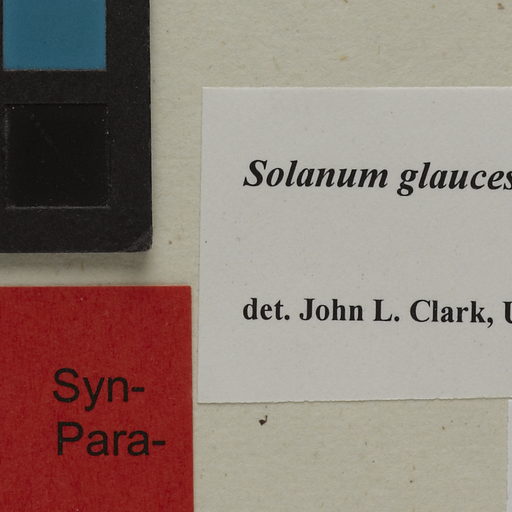 Solanum glauces
det. John L. Clark, U
Syn-
Para-